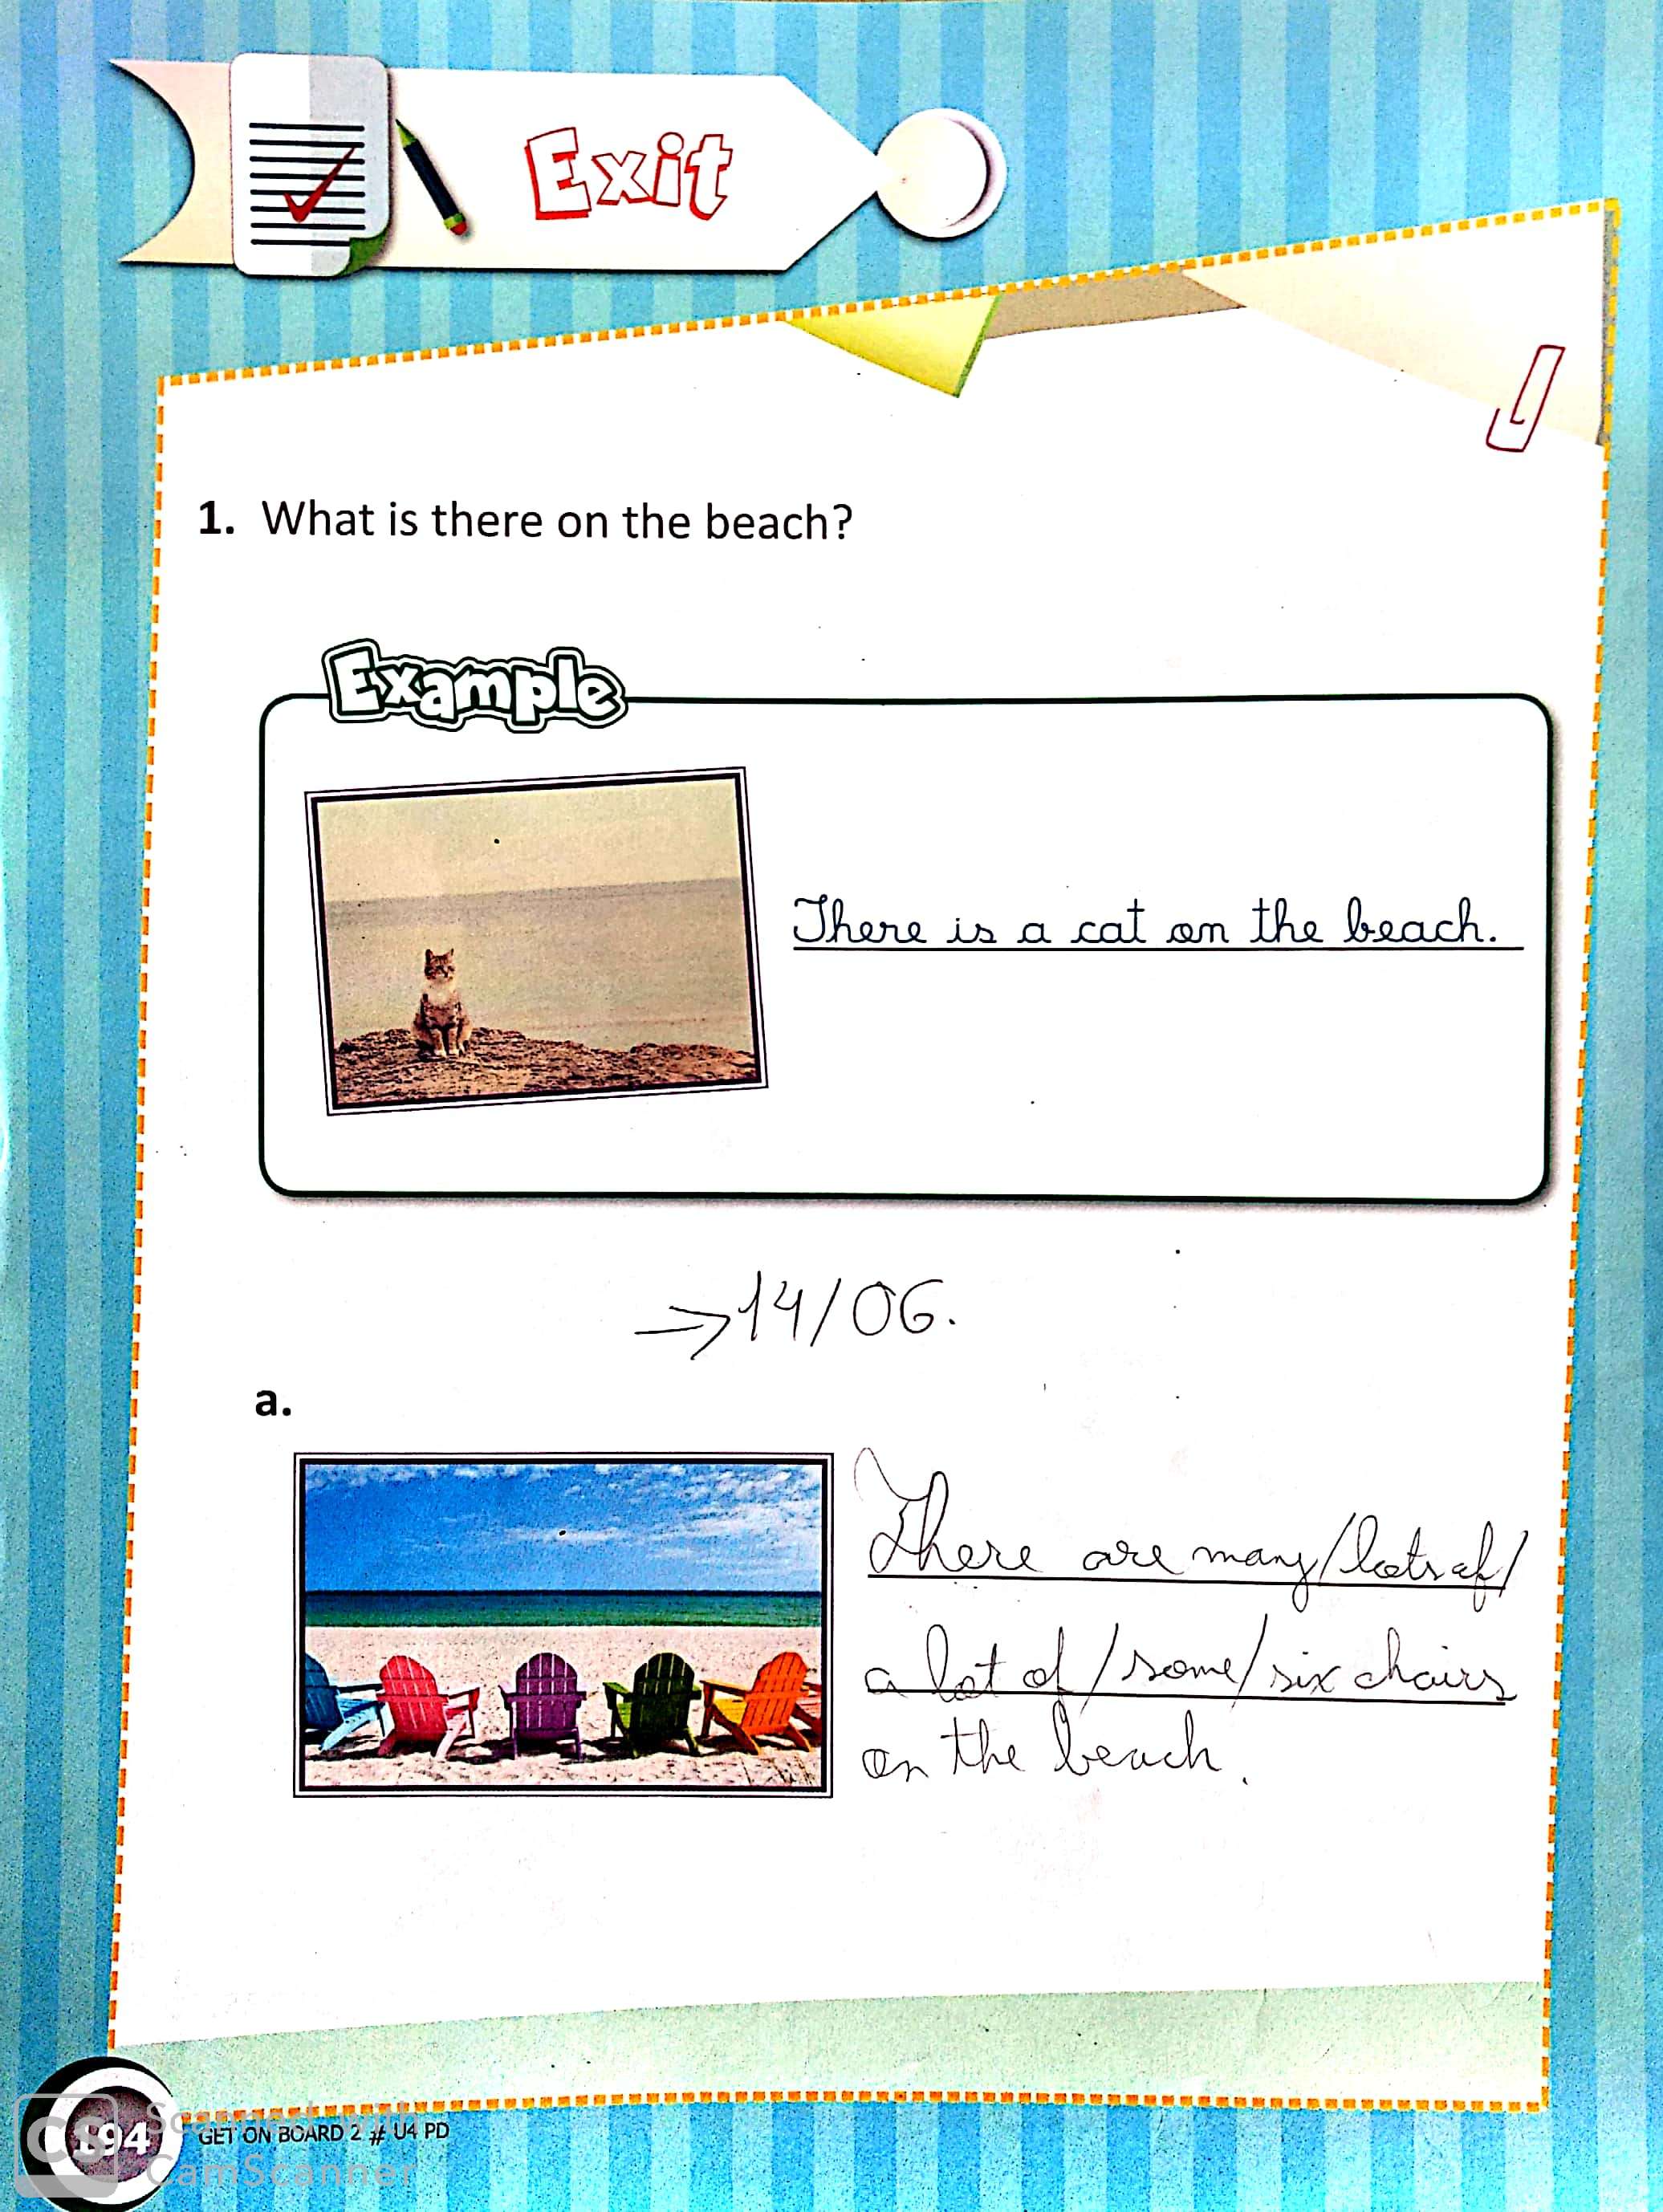 Exit
1. What is there on the beach?
Example
There is a cat on the beach.
→14/06.
a.
There are many/lots of/
a lot of/some/six chairs
on the beach.
194
GET ON BOARD 2 # U4 PD
CS
Scanned with
CamScanner